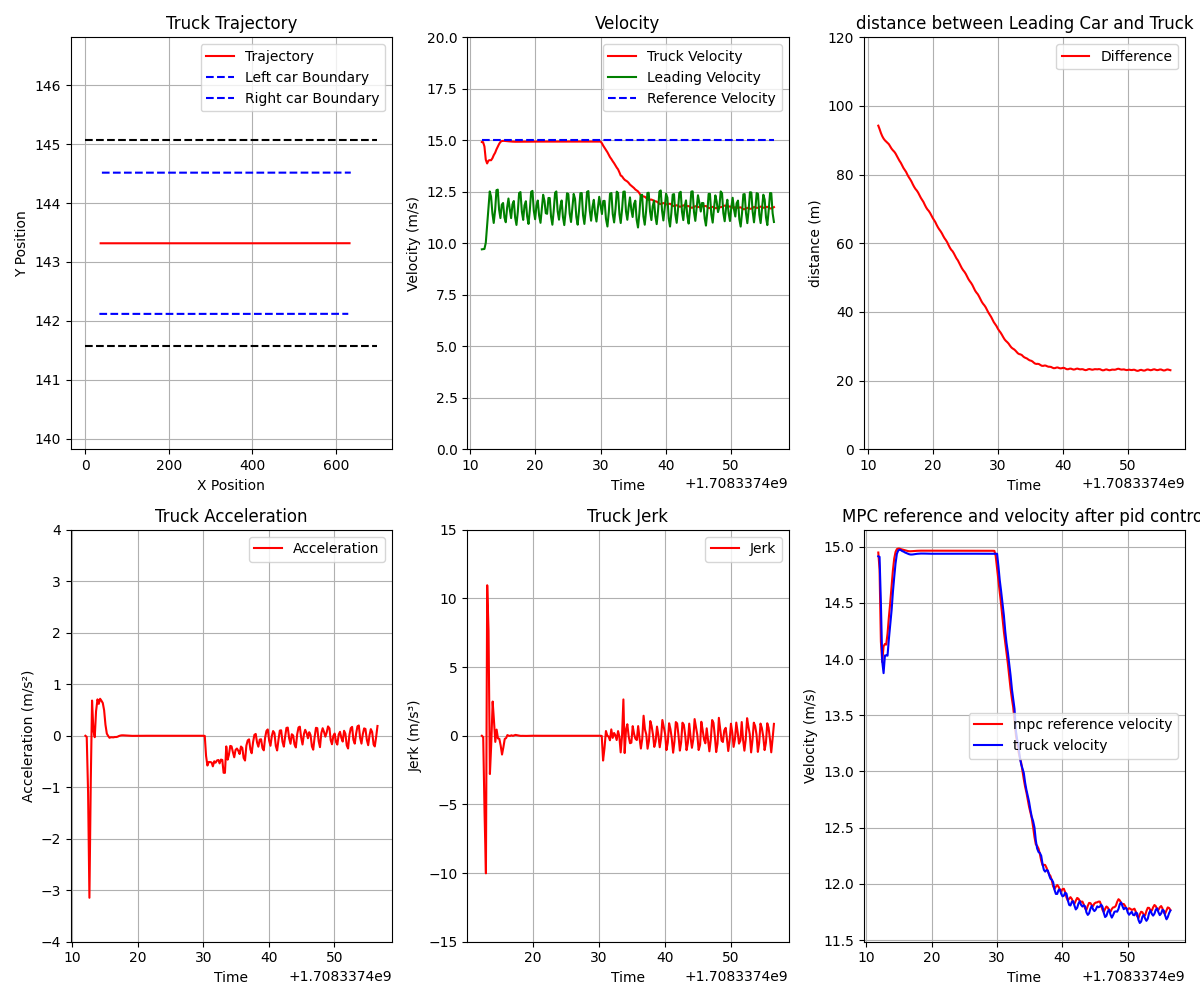 Truck Trajectory
Trajectory
Left car Boundary
Right car Boundary
146
145
144
143
142
141
140
Y Position
0
200
400
600
X Position
Velocity
Truck Velocity
Leading Velocity
Reference Velocity
20.0
17.5
15.0
12.5
10.0
7.5
5.0
2.5
0.0
Velocity (m/s)
10
20
30
40
50
Time
+1.7083374e9
distance between Leading Car and Truck
Difference
120
100
80
60
40
20
0
distance (m)
10
20
30
40
50
Time
+1.7083374e9
Truck Acceleration
Acceleration
4
3
2
1
0
−1
−2
−3
−4
Acceleration (m/s²)
10
20
30
40
50
Time
+1.7083374e9
Truck Jerk
Jerk
15
10
5
0
−5
−10
−15
Jerk (m/s³)
20
30
40
50
Time
+1.7083374e9
MPC reference and velocity after pid contro
mpc reference velocity
truck velocity
15.0
14.5
14.0
13.5
13.0
12.5
12.0
11.5
Velocity (m/s)
10
20
30
40
50
Time
+1.7083374e9